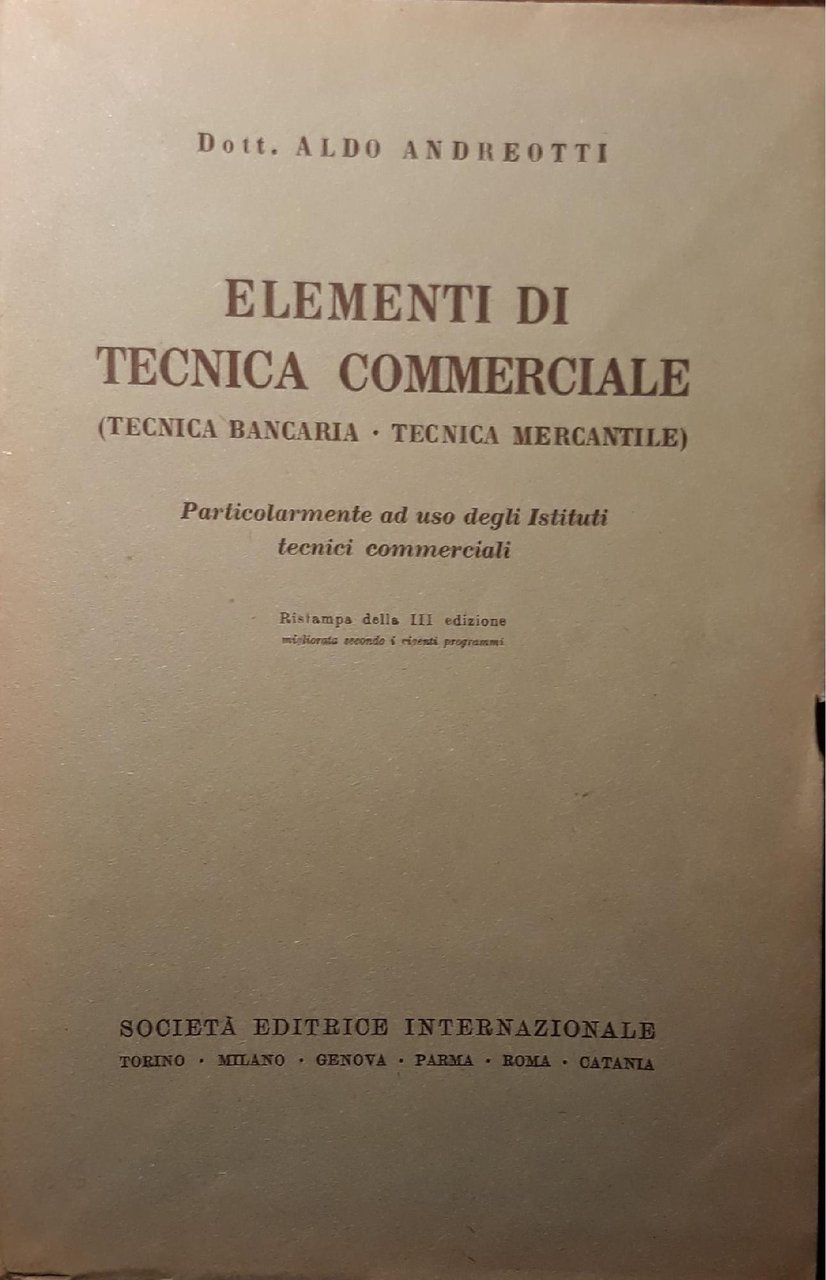 Dott. ALDO ANDREOTTI
ELEMENTI DI
TECNICA COMMERCIALE
(TECNICA BANCARIA · TECNICA MERCANTILE)
Particolarmente ad uso degli Istituti
tecnici commerciali
Ristampa della III edizione
migliorata secondo i vigenti programmi
SOCIETÀ EDITRICE INTERNAZIONALE
TORINO · MILANO · GENOVA · PARMA · ROMA · CATANIA